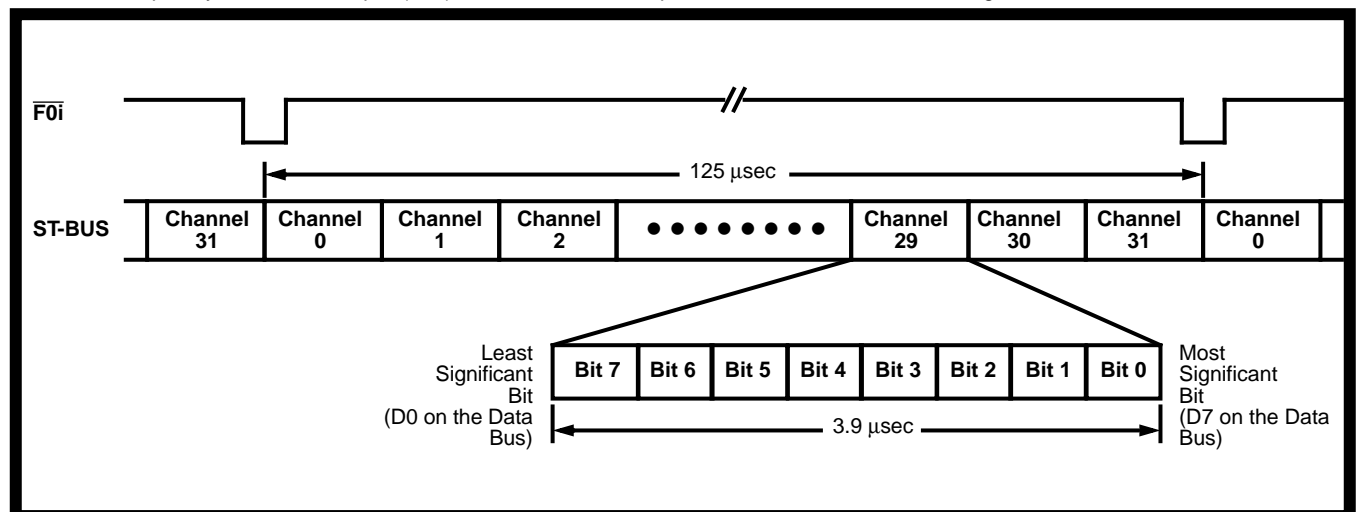 F0i
125 μsec
ST-BUS
Channel 31
Channel 0
Channel 1
Channel 2
Channel 29
Channel 30
Channel 31
Channel 0
Least
Significant
Bit
(D0 on the Data
Bus)
Bit 7 Bit 6 Bit 5 Bit 4 Bit 3 Bit 2 Bit 1 Bit 0
Most
Significant
Bit
(D7 on the Data
Bus)
3.9 μsec